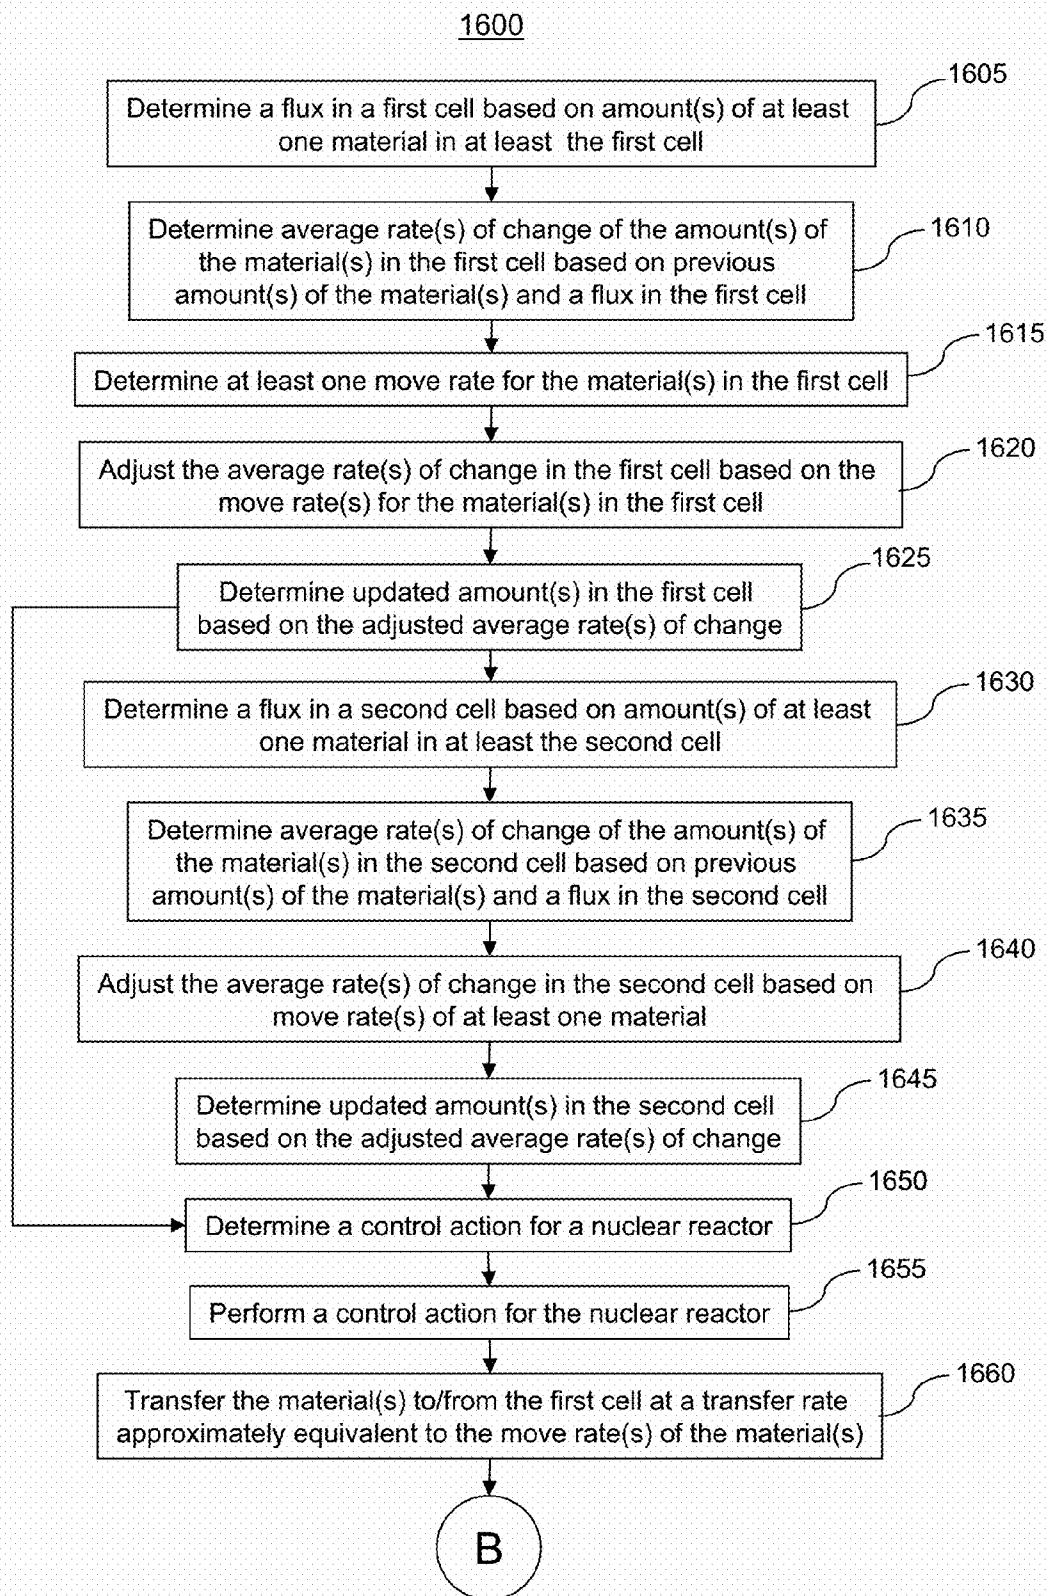 1600
1605
Determine a flux in a first cell based on amount(s) of at least
one material in at least the first cell
1610
Determine average rate(s) of change of the amount(s) of
the material(s) in the first cell based on previous
amount(s) of the material(s) and a flux in the first cell
1615
Determine at least one move rate for the material(s) in the first cell
1620
Adjust the average rate(s) of change in the first cell based on the
move rate(s) for the material(s) in the first cell
1625
Determine updated amount(s) in the first cell
based on the adjusted average rate(s) of change
1630
Determine a flux in a second cell based on amount(s) of at least
one material in at least the second cell
1635
Determine average rate(s) of change of the amount(s) of
the material(s) in the second cell based on previous
amount(s) of the material(s) and a flux in the second cell
1640
Adjust the average rate(s) of change in the second cell based on
move rate(s) of at least one material
1645
Determine updated amount(s) in the second cell
based on the adjusted average rate(s) of change
1650
Determine a control action for a nuclear reactor
1655
Perform a control action for the nuclear reactor
1660
Transfer the material(s) to/from the first cell at a transfer rate
approximately equivalent to the move rate(s) of the material(s)
B